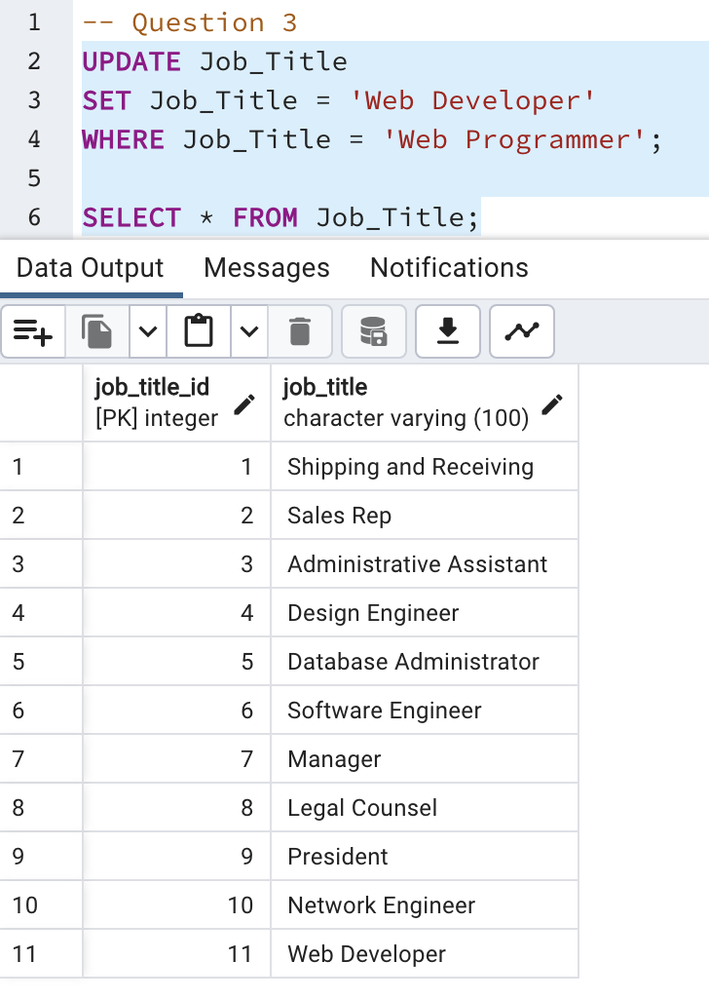 1 -- Question 3
2 UPDATE Job_Title
3 SET Job_Title = 'Web Developer'
4 WHERE Job_Title = 'Web Programmer';
5
6 SELECT * FROM Job_Title;
Data Output Messages Notifications
job_title_id job_title
[PK] integer character varying (100)
1 1 Shipping and Receiving
2 2 Sales Rep
3 3 Administrative Assistant
4 4 Design Engineer
5 5 Database Administrator
6 6 Software Engineer
7 7 Manager
8 8 Legal Counsel
9 9 President
10 10 Network Engineer
11 11 Web Developer